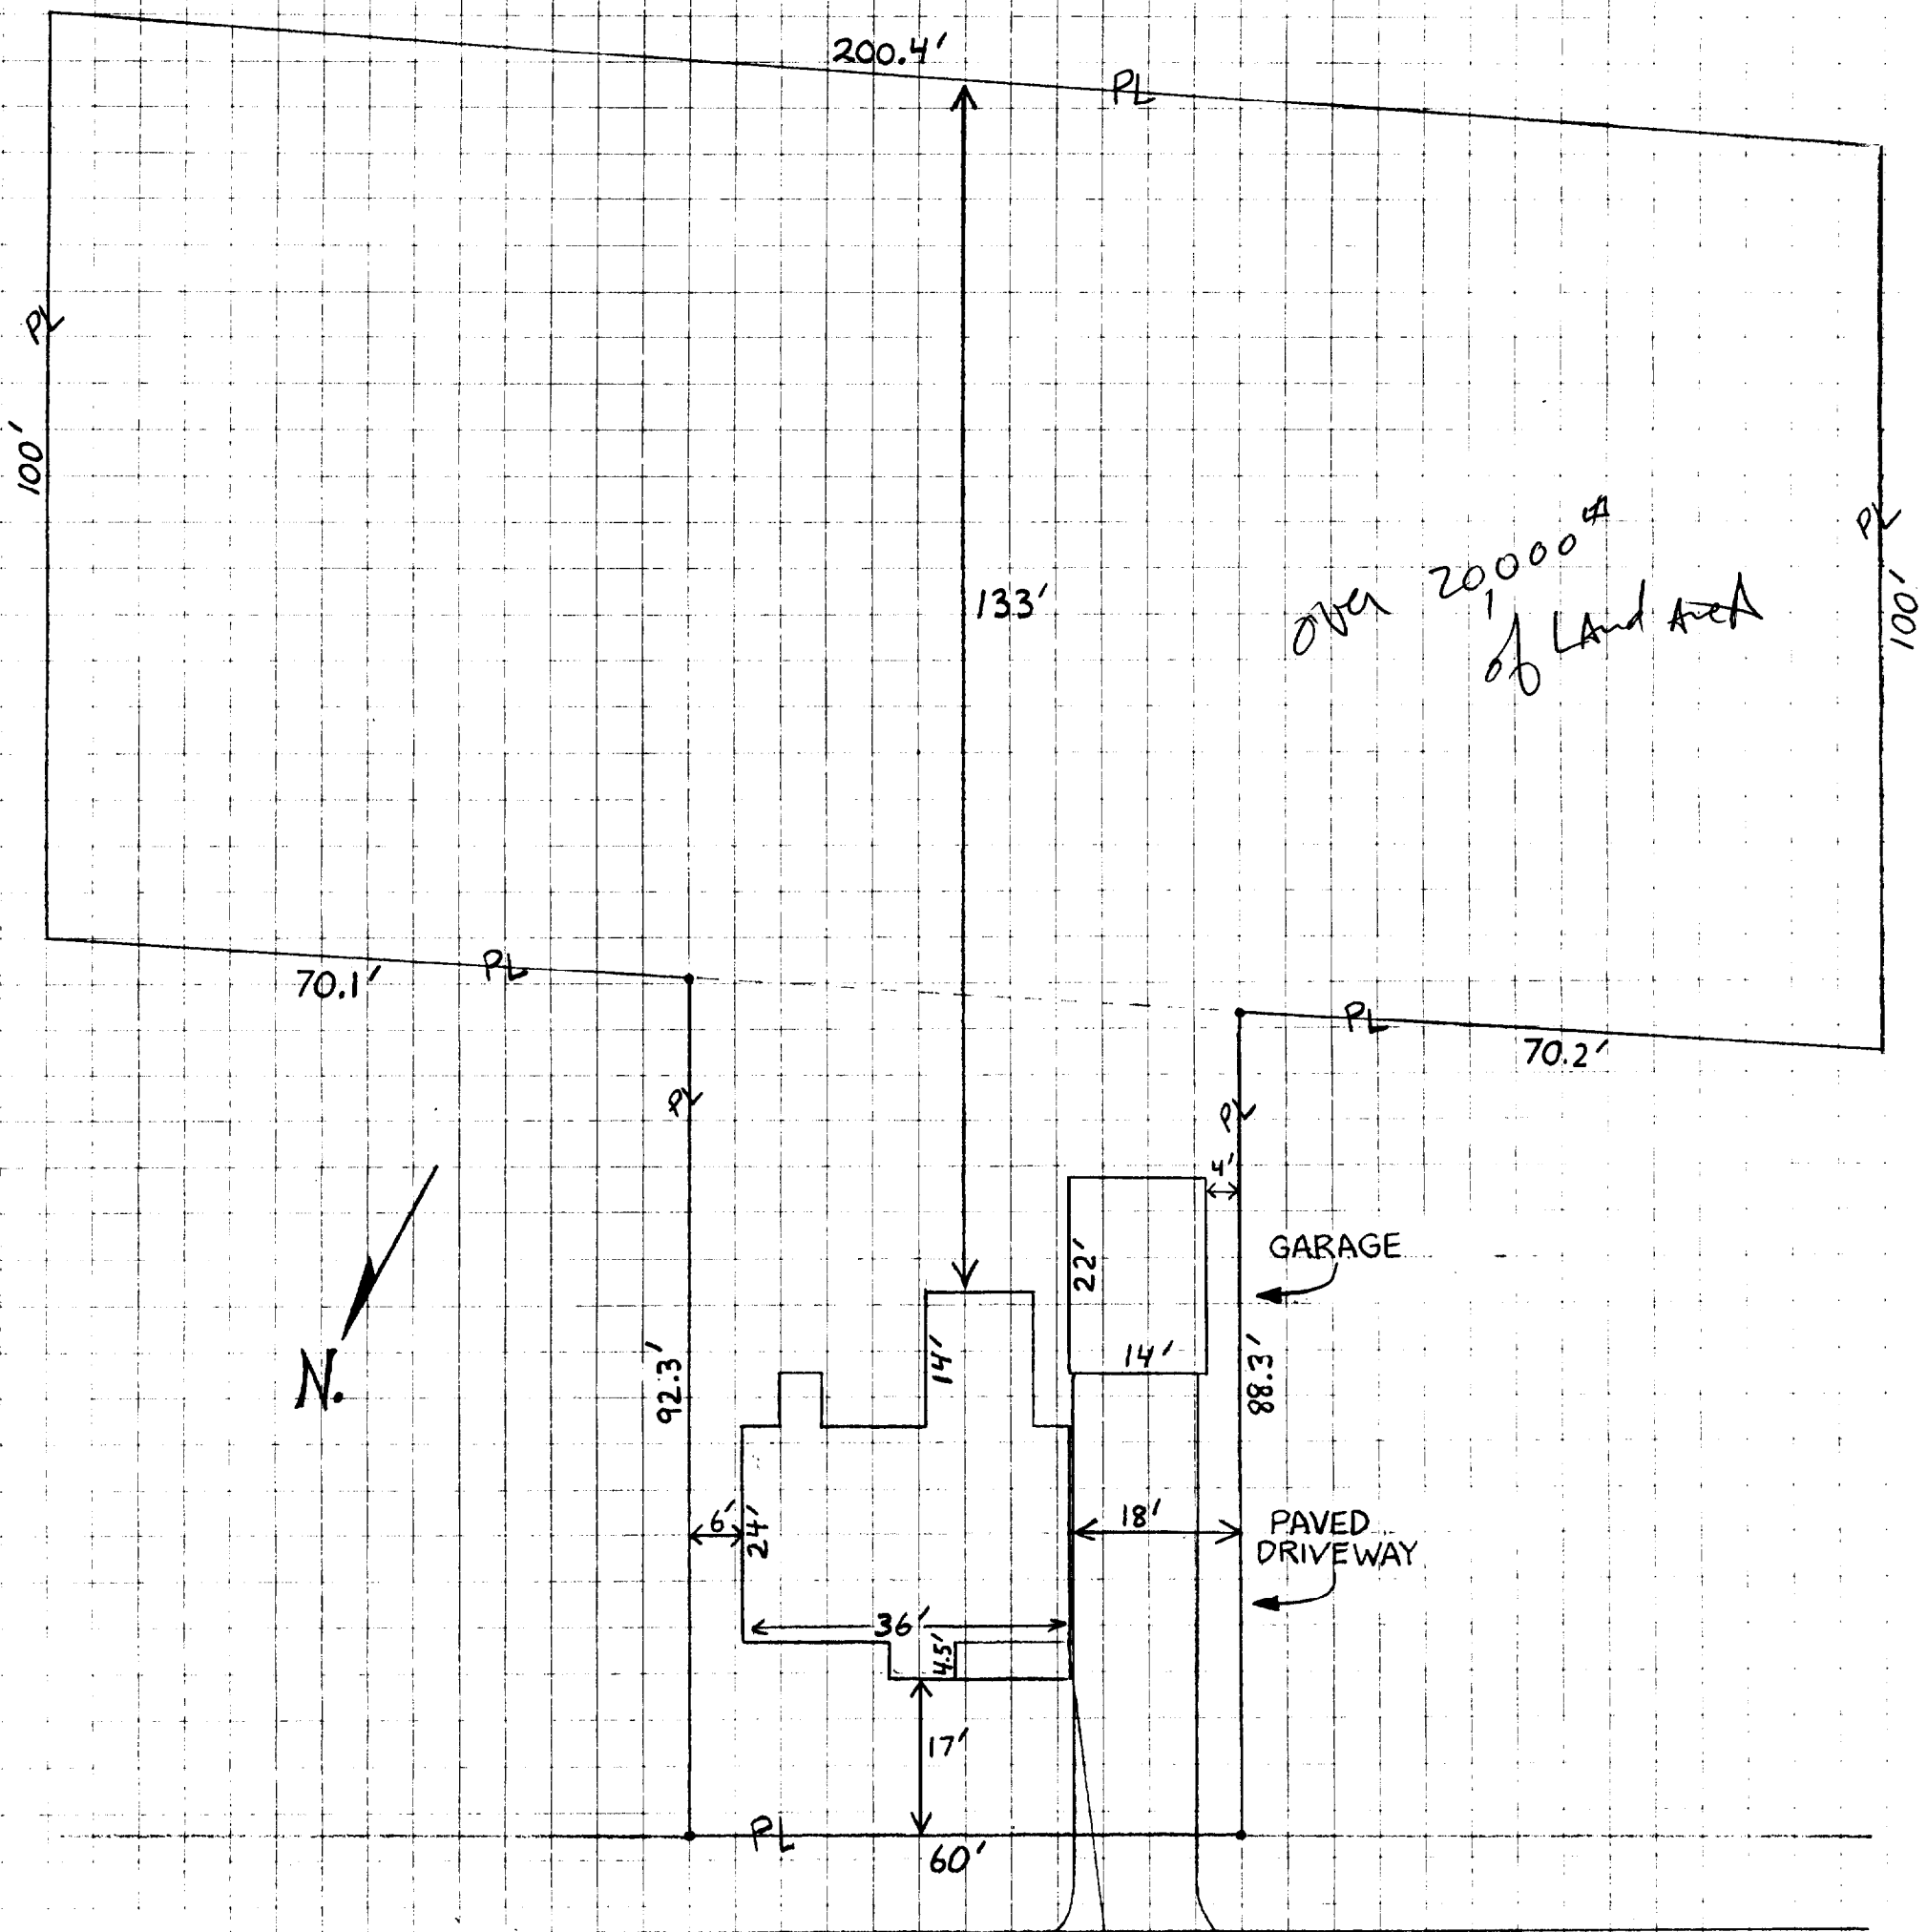 200.4'
PL
PL
100'
133'
over 20,000
of LAnd AreA
PL
100'
70.1'
PL
PL
70.2'
PL
PL
4'
22'
GARAGE
14'
14'
92.3'
88.3'
N.
6'
24'
18'
PAVED
DRIVEWAY
36'
4.5'
17'
PL
60'